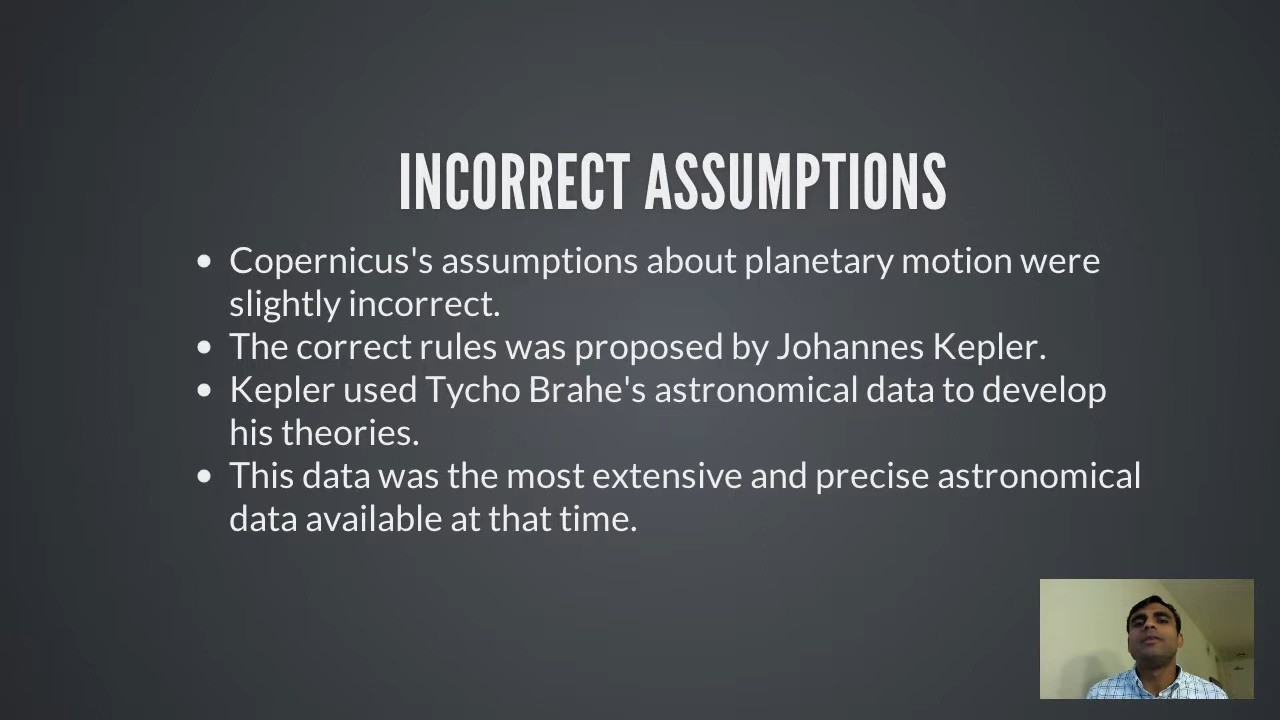 INCORRECT ASSUMPTIONS
• Copernicus's assumptions about planetary motion were
slightly incorrect.
• The correct rules was proposed by Johannes Kepler.
• Kepler used Tycho Brahe's astronomical data to develop
his theories.
• This data was the most extensive and precise astronomical
data available at that time.